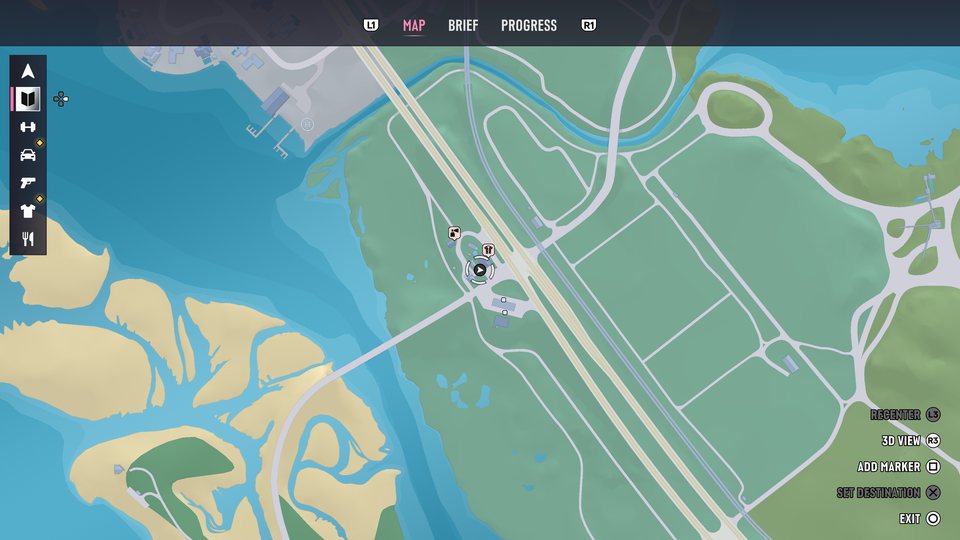 L1 MAP BRIEF PROGRESS R1
H
RECENTER L3
3D VIEW R3
ADD MARKER
SET DESTINATION
EXIT